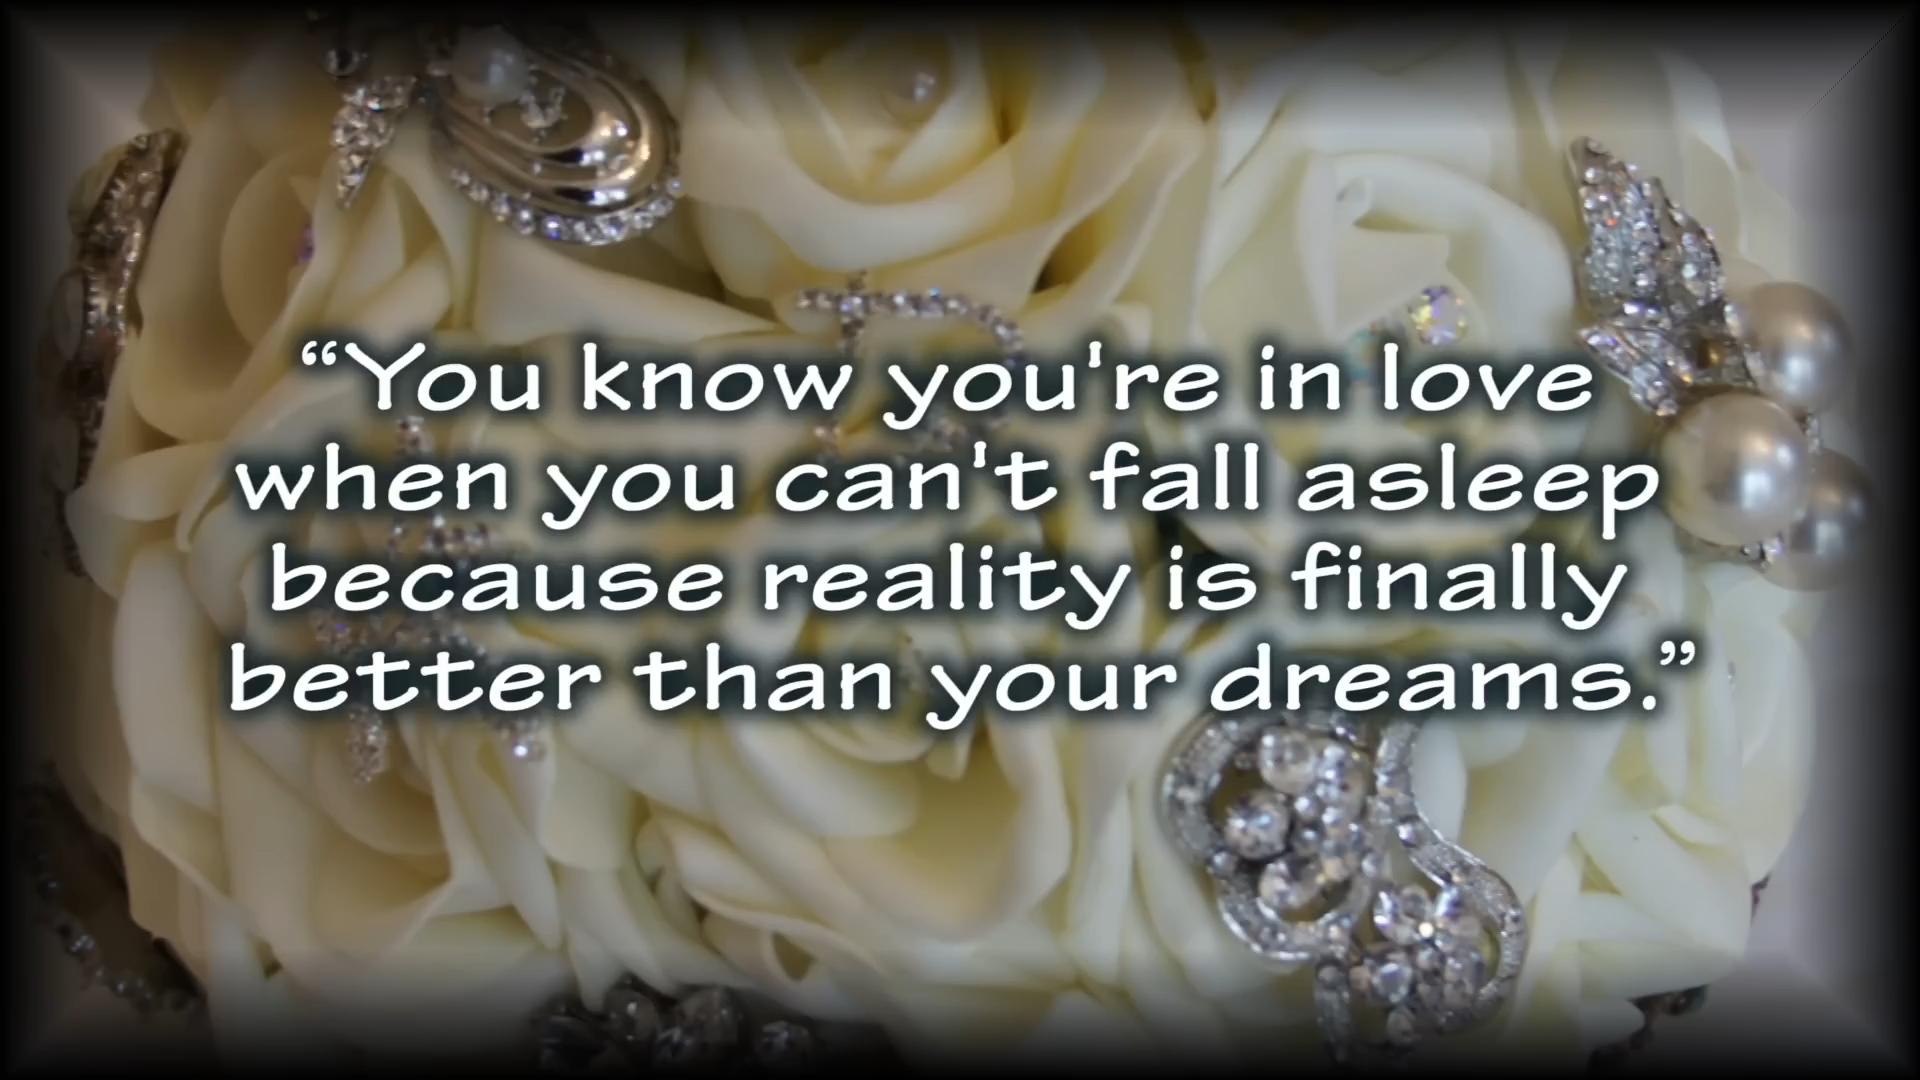 “You know you're in love
when you can't fall asleep
because reality is finally
better than your dreams.”